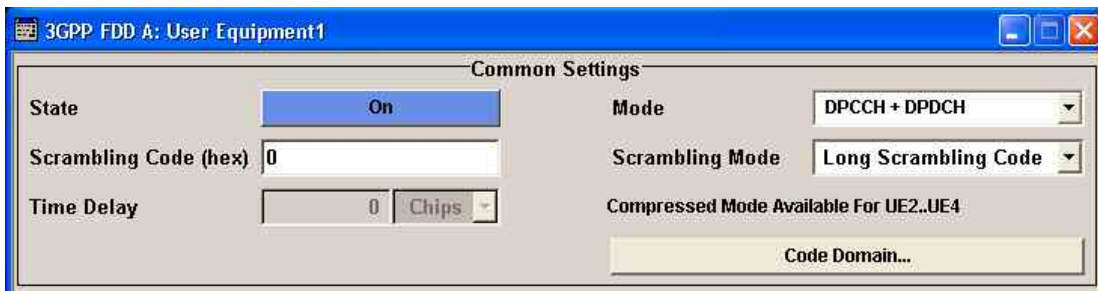 3GPP FDD A: User Equipment1
Common Settings
State On Mode DPCCH + DPDCH
Scrambling Code (hex) 0 Scrambling Mode Long Scrambling Code
Time Delay 0 Chips Compressed Mode Available For UE2..UE4
Code Domain...